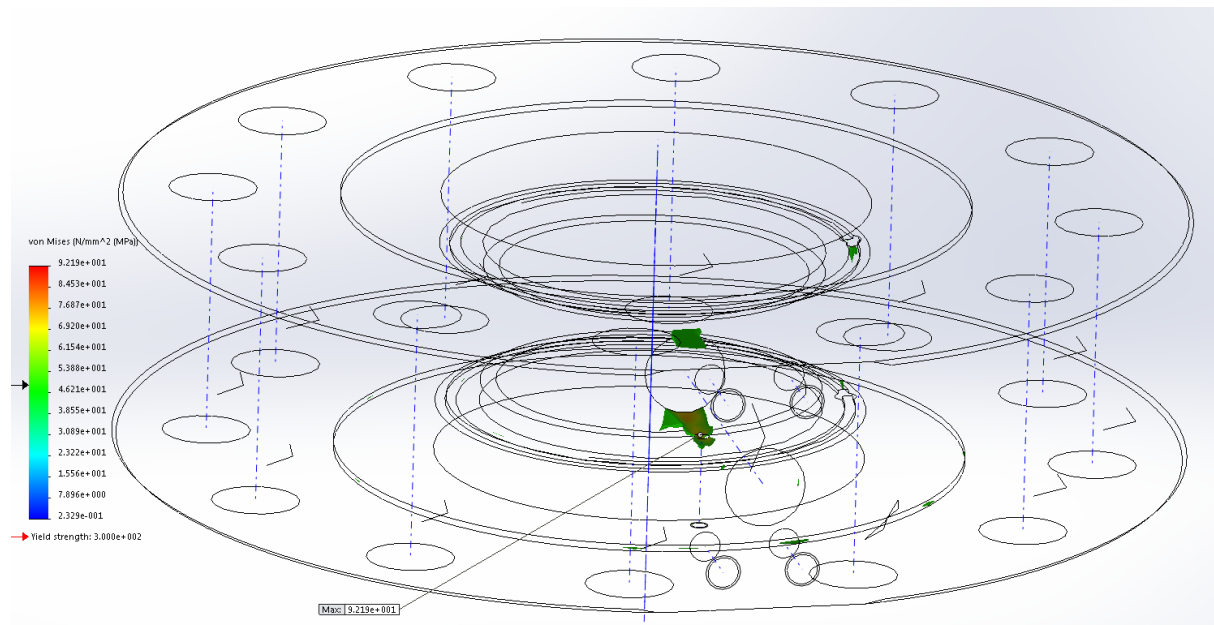 von Mises (N/mm^2 (MPa))
9.219e+001
8.453e+001
7.687e+001
6.920e+001
6.154e+001
5.388e+001
4.621e+001
3.855e+001
3.089e+001
2.322e+001
1.556e+001
7.896e+000
2.329e-001
Yield strength: 3.000e+002
Max: 9.219e+001